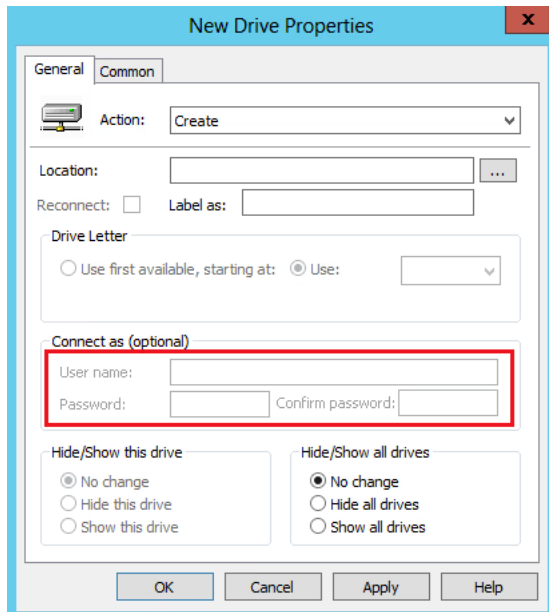 New Drive Properties
x
General Common
Action: Create
Location: ...
Reconnect: Label as:
Drive Letter
Use first available, starting at: Use:
Connect as (optional)
User name:
Password: Confirm password:
Hide/Show this drive Hide/Show all drives
No change No change
Hide this drive Hide all drives
Show this drive Show all drives
OK Cancel Apply Help